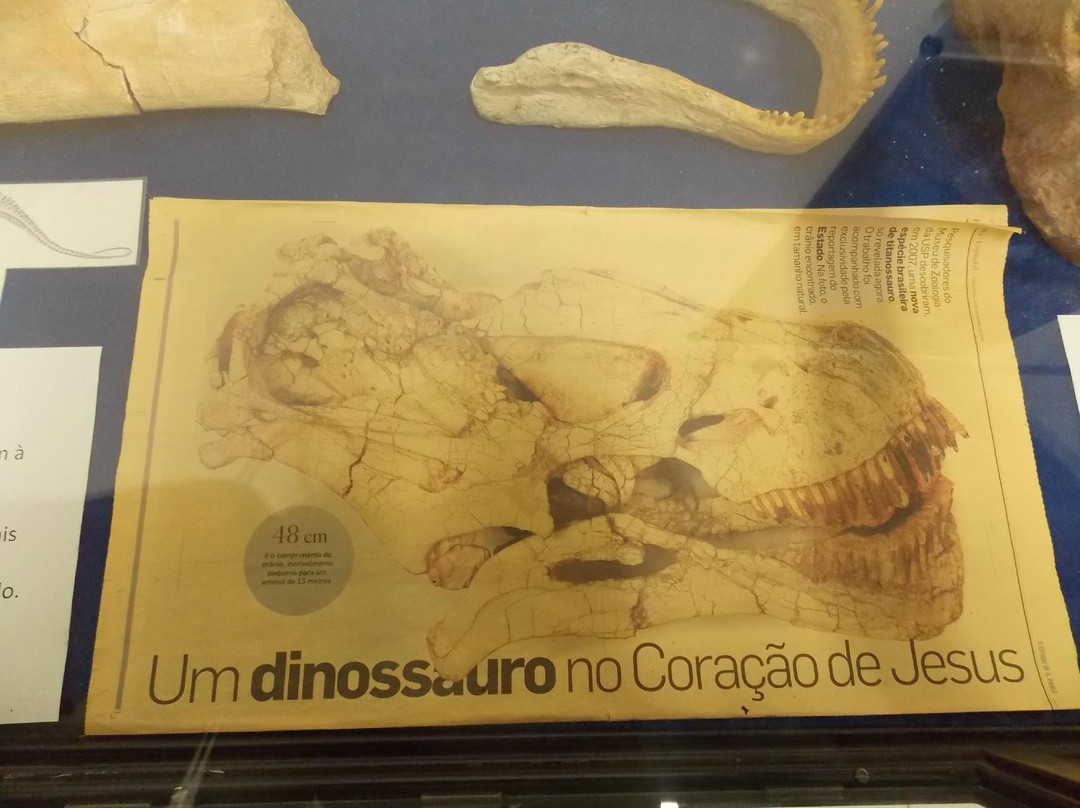 Pesquisadores do
Museu de Zoologia
da USP descobriram,
em 2007, uma nova
espécie brasileira
de titanossauro,
só revelada agora.
O trabalho foi
acompanhado com
exclusividade pela
reportagem do
Estado. Na foto, o
crânio encontrado,
em tamanho natural.
48 cm
é o comprimento do
crânio, incrivelmente
pequeno para um
animal de 13 metros
Um dinossauro no Coração de Jesus
m à
is
o.